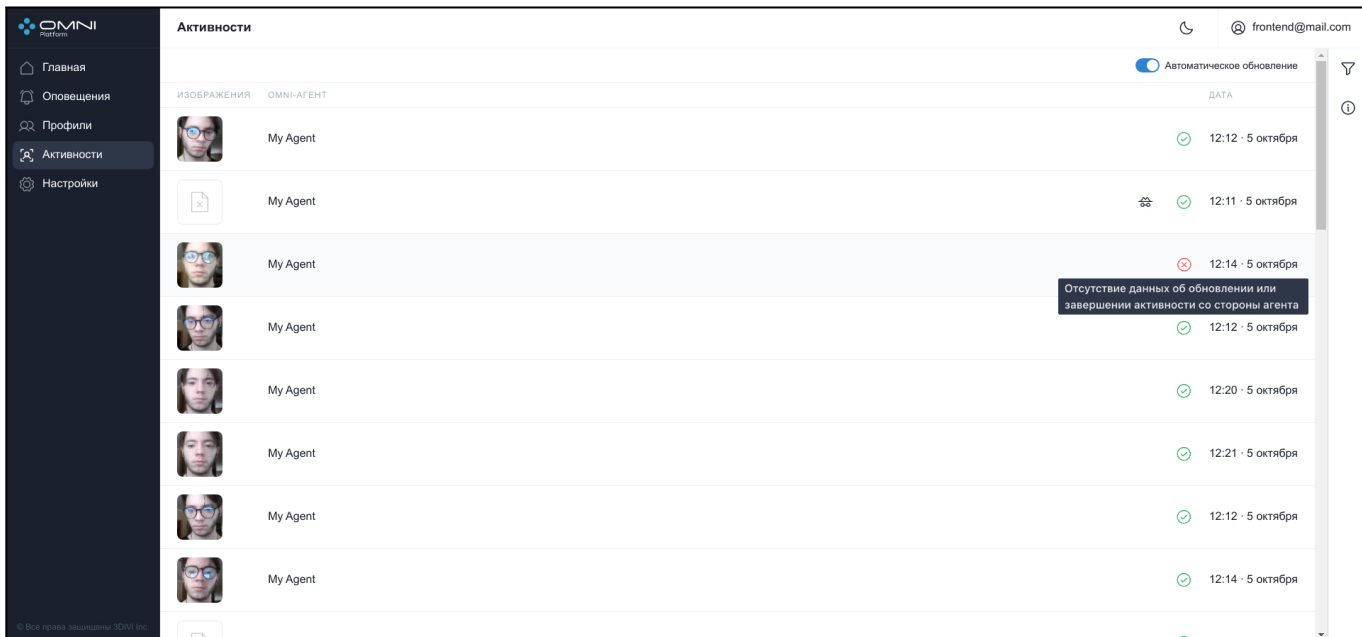 OMNI
Platform
Активности
frontend@mail.com
Главная
Оповещения
Профили
Активности
Настройки
Автоматическое обновление
ИЗОБРАЖЕНИЯ OMNI-АГЕНТ ДАТА
My Agent 12:12 · 5 октября
My Agent 12:11 · 5 октября
My Agent 12:14 · 5 октября
Отсутствие данных об обновлении или
завершении активности со стороны агента
My Agent 12:12 · 5 октября
My Agent 12:20 · 5 октября
My Agent 12:21 · 5 октября
My Agent 12:12 · 5 октября
My Agent 12:14 · 5 октября
© Все права защищены 3DiVi Inc.